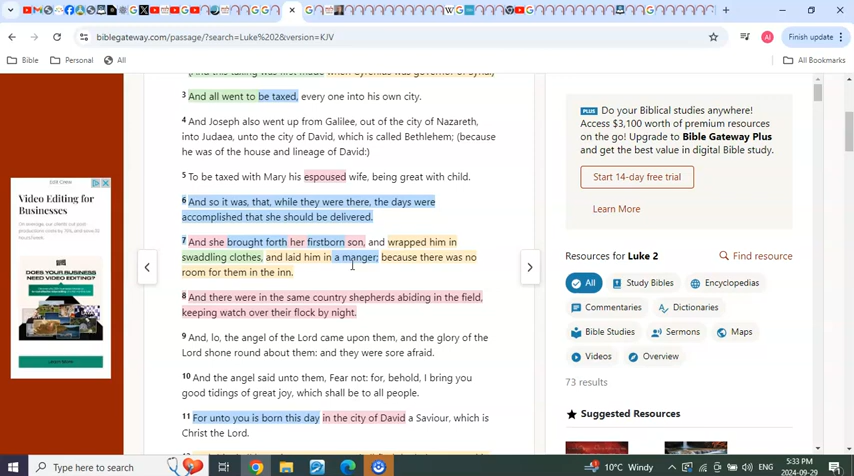 biblegateway.com/passage/?search=Luke%202&version=KJV
Finish update
Bible
Personal
All
All Bookmarks
3 And all went to be taxed, every one into his own city.
4 And Joseph also went up from Galilee, out of the city of Nazareth,
into Judaea, unto the city of David, which is called Bethlehem; (because
he was of the house and lineage of David:)
5 To be taxed with Mary his espoused wife, being great with child.
6 And so it was, that, while they were there, the days were
accomplished that she should be delivered.
7 And she brought forth her firstborn son, and wrapped him in
swaddling clothes, and laid him in a manger; because there was no
room for them in the inn.
8 And there were in the same country shepherds abiding in the field,
keeping watch over their flock by night.
9 And, lo, the angel of the Lord came upon them, and the glory of the
Lord shone round about them: and they were sore afraid.
10 And the angel said unto them, Fear not: for, behold, I bring you
good tidings of great joy, which shall be to all people.
11 For unto you is born this day in the city of David a Saviour, which is
Christ the Lord.
Video Editing for
Businesses
PLUS Do your Biblical studies anywhere!
Access $3,100 worth of premium resources
on the go! Upgrade to Bible Gateway Plus
and get the best value in digital Bible study.
Start 14-day free trial
Learn More
Resources for Luke 2
Find resource
All
Study Bibles
Encyclopedias
Commentaries
Dictionaries
Bible Studies
Sermons
Maps
Videos
Overview
73 results
Suggested Resources
Type here to search
10°C Windy
5:33 PM
2024-09-29